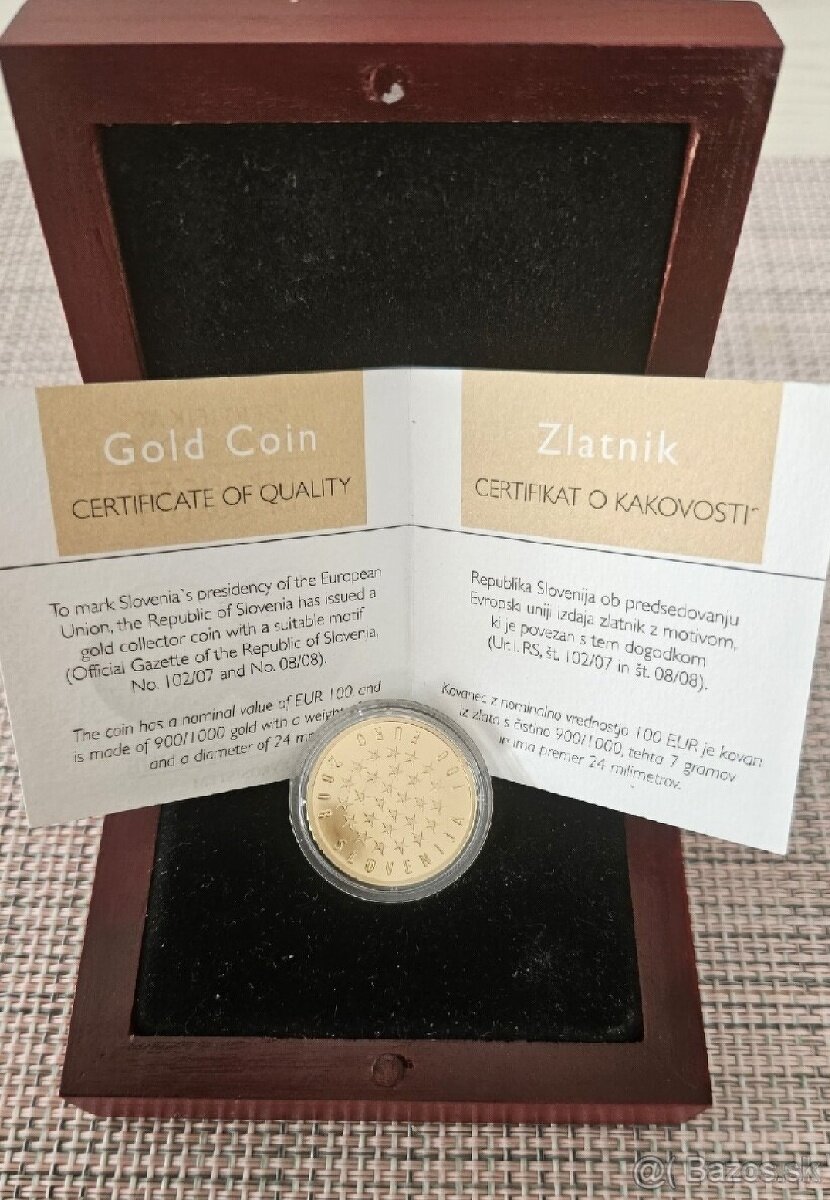 Gold Coin
CERTIFICATE OF QUALITY
To mark Slovenia`s presidency of the European
Union, the Republic of Slovenia has issued a
gold collector coin with a suitable motif
(Official Gazette of the Republic of Slovenia,
No. 102/07 and No. 08/08).
The coin has a nominal value of EUR 100 and
is made of 900/1000 gold with a weight
and a diameter of 24
Zlatnik
CERTIFIKAT O KAKOVOSTI
Republika Slovenija ob predsedovanju
Evropski uniji izdaja zlatnik z motivom,
ki je povezan s tem dogodkom
(Ur. l. RS, št. 102/07 in št. 08/08).
Kovanec z nominalno vrednostjo 100 EUR je kovan
iz zlata s čistino 900/1000, tehta 7 gramov
in ima premer 24 milimetrov.
SLOVENIJA 100 EURO 2008
Bazos.sk